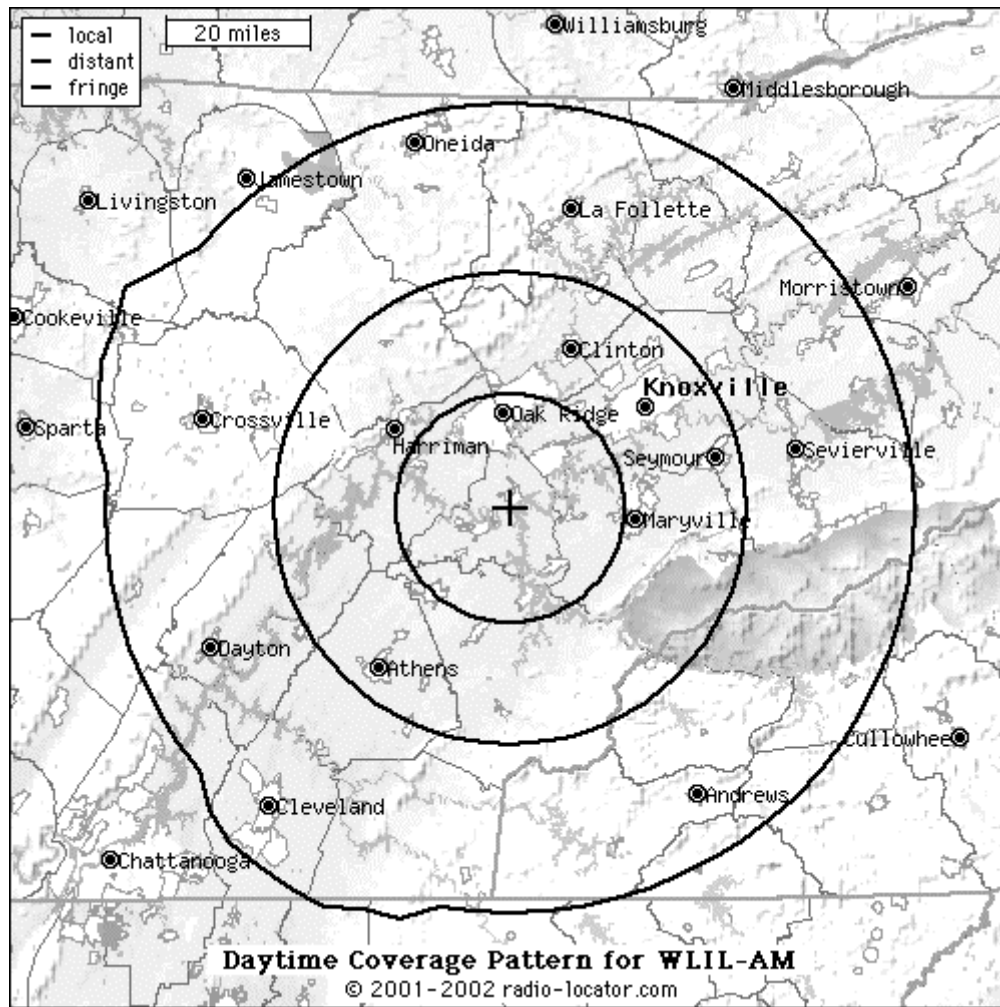 Williamsburg
local
20 miles
distant
fringe
Middlesborough
Oneida
Jamestown
Livingston
La Follette
Morristown
Cookeville
Clinton
Knoxville
Oak Ridge
Crossville
Sparta
Harriman
Seymour
Sevierville
Maryville
Dayton
Athens
Cullowhee
Andrews
Cleveland
Chattanooga
Daytime Coverage Pattern for WLIL-AM
© 2001-2002 radio-locator.com